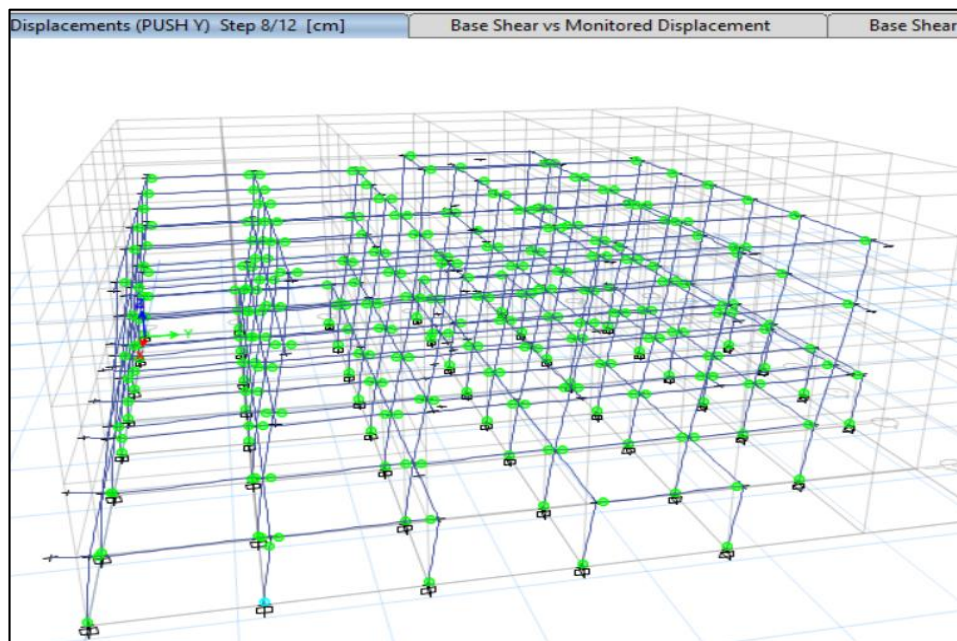 Displacements (PUSH Y) Step 8/12 [cm]
Base Shear vs Monitored Displacement
Base Shear
Y
X